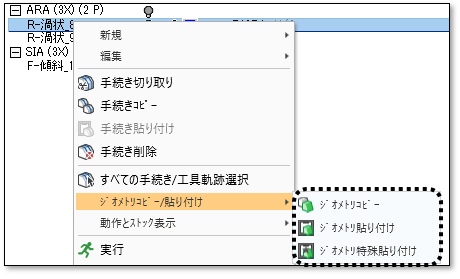 ARA (3X) (2 P)
R-渦状_8
新規
R-渦状_9
SIA (3X)
編集
F-傾斜_1
手続き切り取り
手続きｺﾋﾟｰ
手続き貼り付け
手続き削除
すべての手続き/工具軌跡選択
ｼﾞｵﾒﾄﾘｺﾋﾟｰ/貼り付け
ｼﾞｵﾒﾄﾘｺﾋﾟｰ
動作とｽﾄｯｸ表示
ｼﾞｵﾒﾄﾘ貼り付け
実行
ｼﾞｵﾒﾄﾘ特殊貼り付け